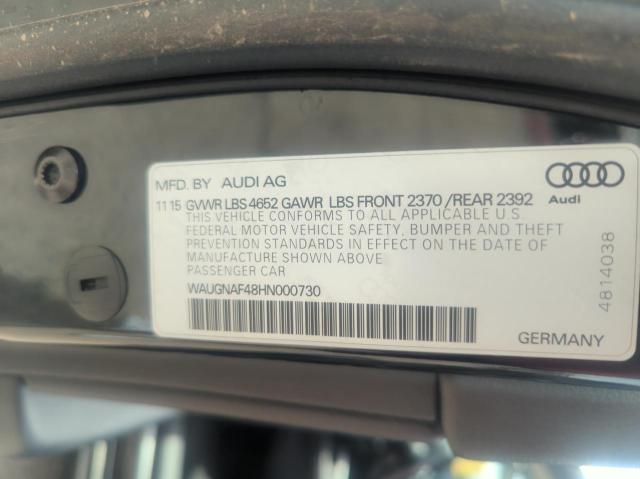 MFD. BY AUDI AG
11 15 GVWR LBS 4652 GAWR LBS FRONT 2370 /REAR 2392
THIS VEHICLE CONFORMS TO ALL APPLICABLE U.S.
FEDERAL MOTOR VEHICLE SAFETY, BUMPER AND THEFT
PREVENTION STANDARDS IN EFFECT ON THE DATE OF
MANUFACTURE SHOWN ABOVE
PASSENGER CAR
WAUGNAF48HN000730
Audi
4814038
GERMANY